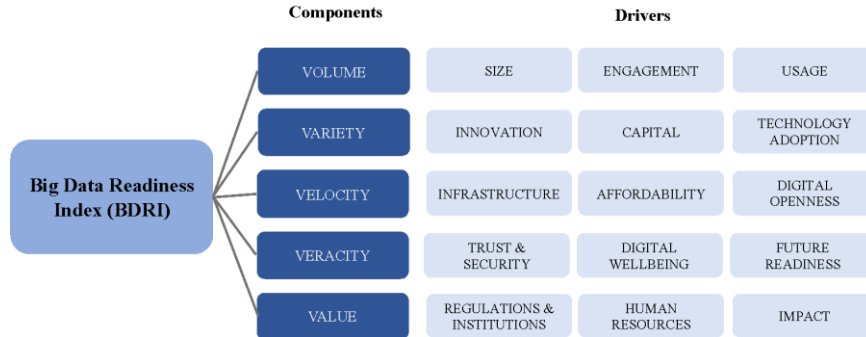 Components Drivers
VOLUME SIZE ENGAGEMENT USAGE
VARIETY INNOVATION CAPITAL TECHNOLOGY
ADOPTION
Big Data Readiness
Index (BDRI)
VELOCITY INFRASTRUCTURE AFFORDABILITY DIGITAL
OPENNESS
VERACITY TRUST &
SECURITY
DIGITAL
WELLBEING
FUTURE
READINESS
VALUE REGULATIONS &
INSTITUTIONS
HUMAN
RESOURCES
IMPACT